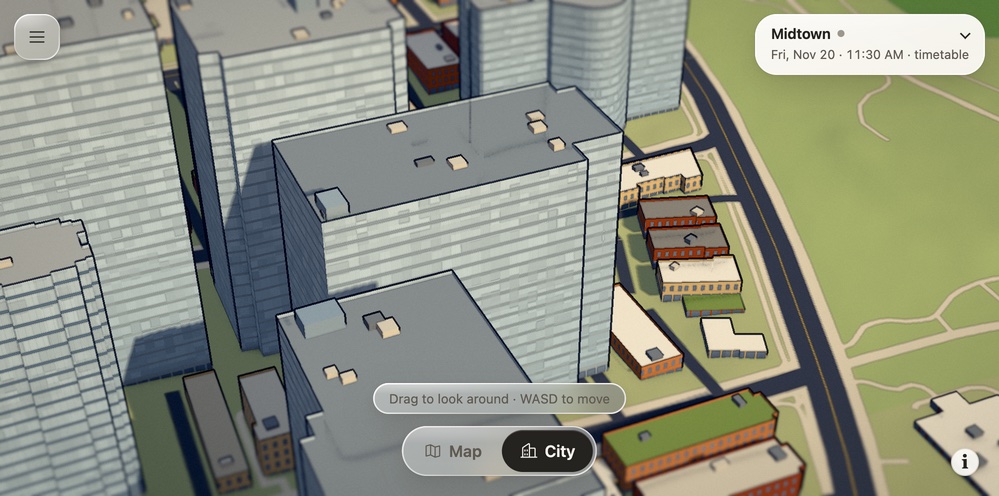 Midtown
Fri, Nov 20 · 11:30 AM · timetable
Drag to look around · WASD to move
Map
City
i